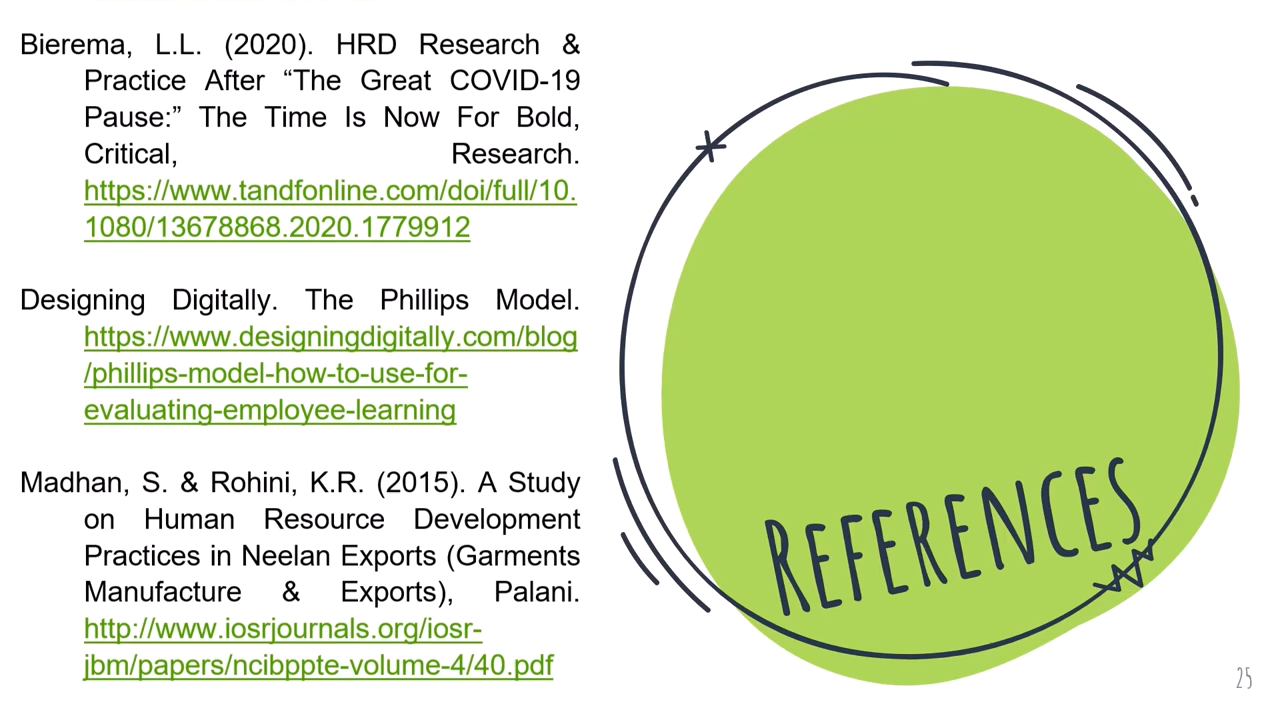 Bierema, L.L. (2020). HRD Research &
Practice After “The Great COVID-19
Pause:” The Time Is Now For Bold,
Critical, Research.
https://www.tandfonline.com/doi/full/10.
1080/13678868.2020.1779912
Designing Digitally. The Phillips Model.
https://www.designingdigitally.com/blog
/phillips-model-how-to-use-for-
evaluating-employee-learning
Madhan, S. & Rohini, K.R. (2015). A Study
on Human Resource Development
Practices in Neelan Exports (Garments
Manufacture & Exports), Palani.
http://www.iosrjournals.org/iosr-
jbm/papers/ncibppte-volume-4/40.pdf
REFERENCES
25